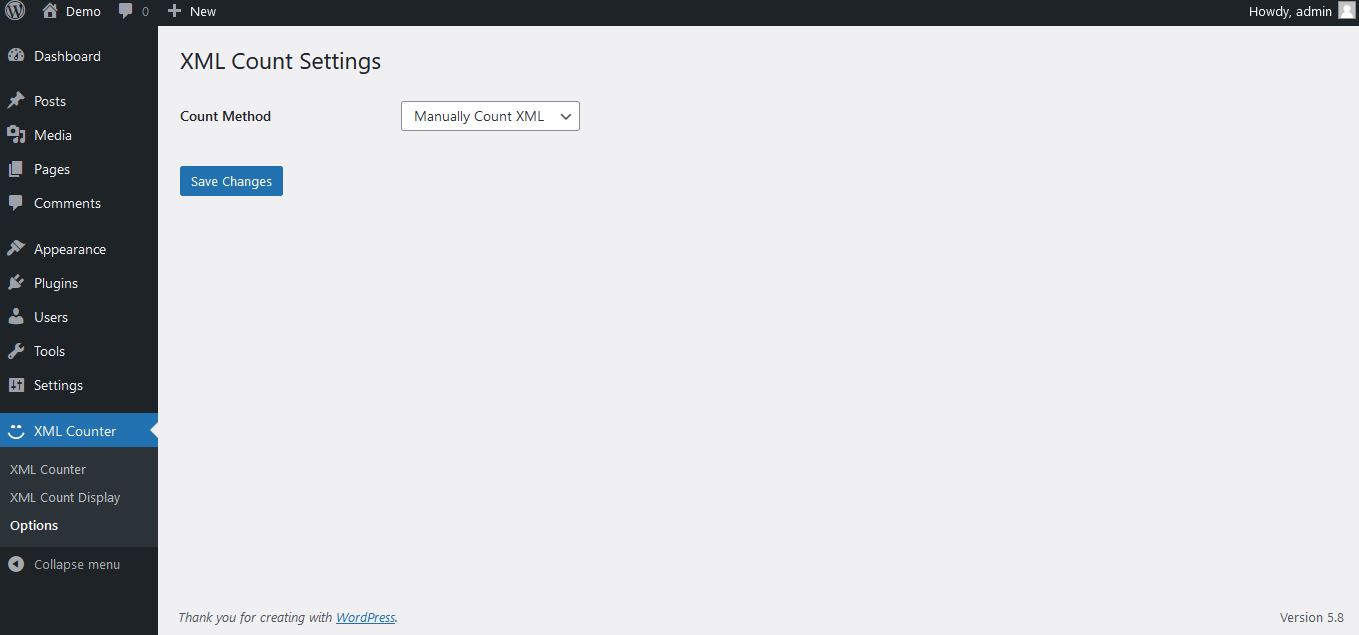 Demo 0 New Howdy, admin
Dashboard
Posts
Media
Pages
Comments
Appearance
Plugins
Users
Tools
Settings
XML Counter
XML Counter
XML Count Display
Options
Collapse menu
XML Count Settings
Count Method Manually Count XML
Save Changes
Thank you for creating with WordPress. Version 5.8